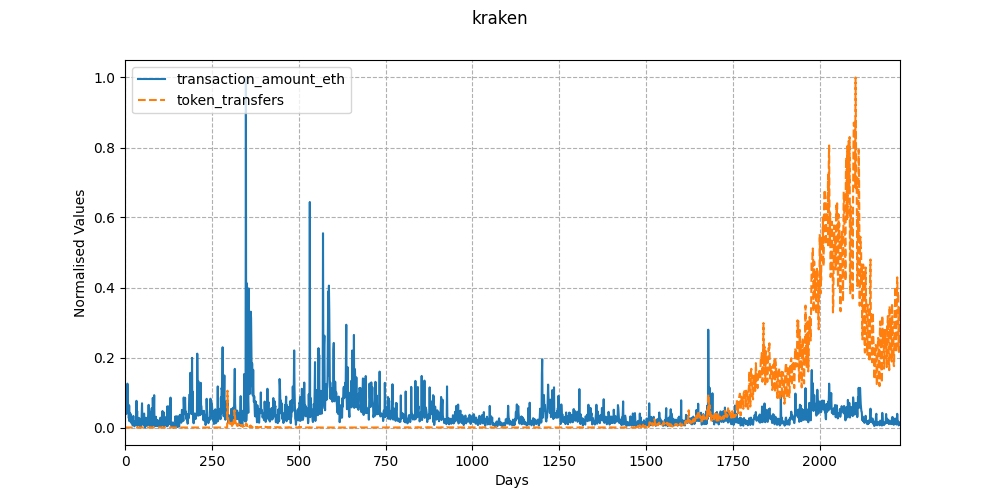 kraken
transaction_amount_eth
token_transfers
1.0
0.8
0.6
0.4
0.2
0.0
Normalised Values
0 250 500 750 1000 1250 1500 1750 2000
Days